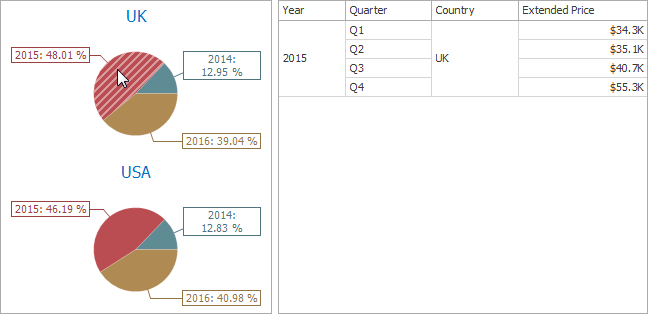 UK
2015: 48.01 %
2014:
12.95 %
2016: 39.04 %
USA
2015: 46.19 %
2014:
12.83 %
2016: 40.98 %
Year Quarter Country Extended Price
2015 Q1 UK $34.3K
Q2 $35.1K
Q3 $40.7K
Q4 $55.3K